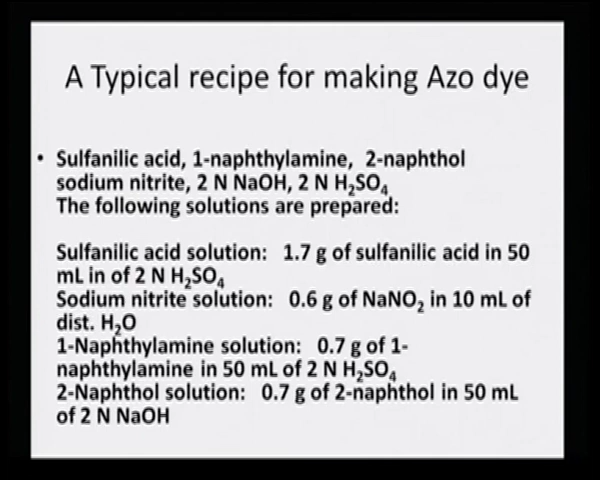 A Typical recipe for making Azo dye
• Sulfanilic acid, 1-naphthylamine, 2-naphthol
sodium nitrite, 2 N NaOH, 2 N H₂SO₄
The following solutions are prepared:
Sulfanilic acid solution: 1.7 g of sulfanilic acid in 50
mL in of 2 N H₂SO₄
Sodium nitrite solution: 0.6 g of NaNO₂ in 10 mL of
dist. H₂O
1-Naphthylamine solution: 0.7 g of 1-
naphthylamine in 50 mL of 2 N H₂SO₄
2-Naphthol solution: 0.7 g of 2-naphthol in 50 mL
of 2 N NaOH